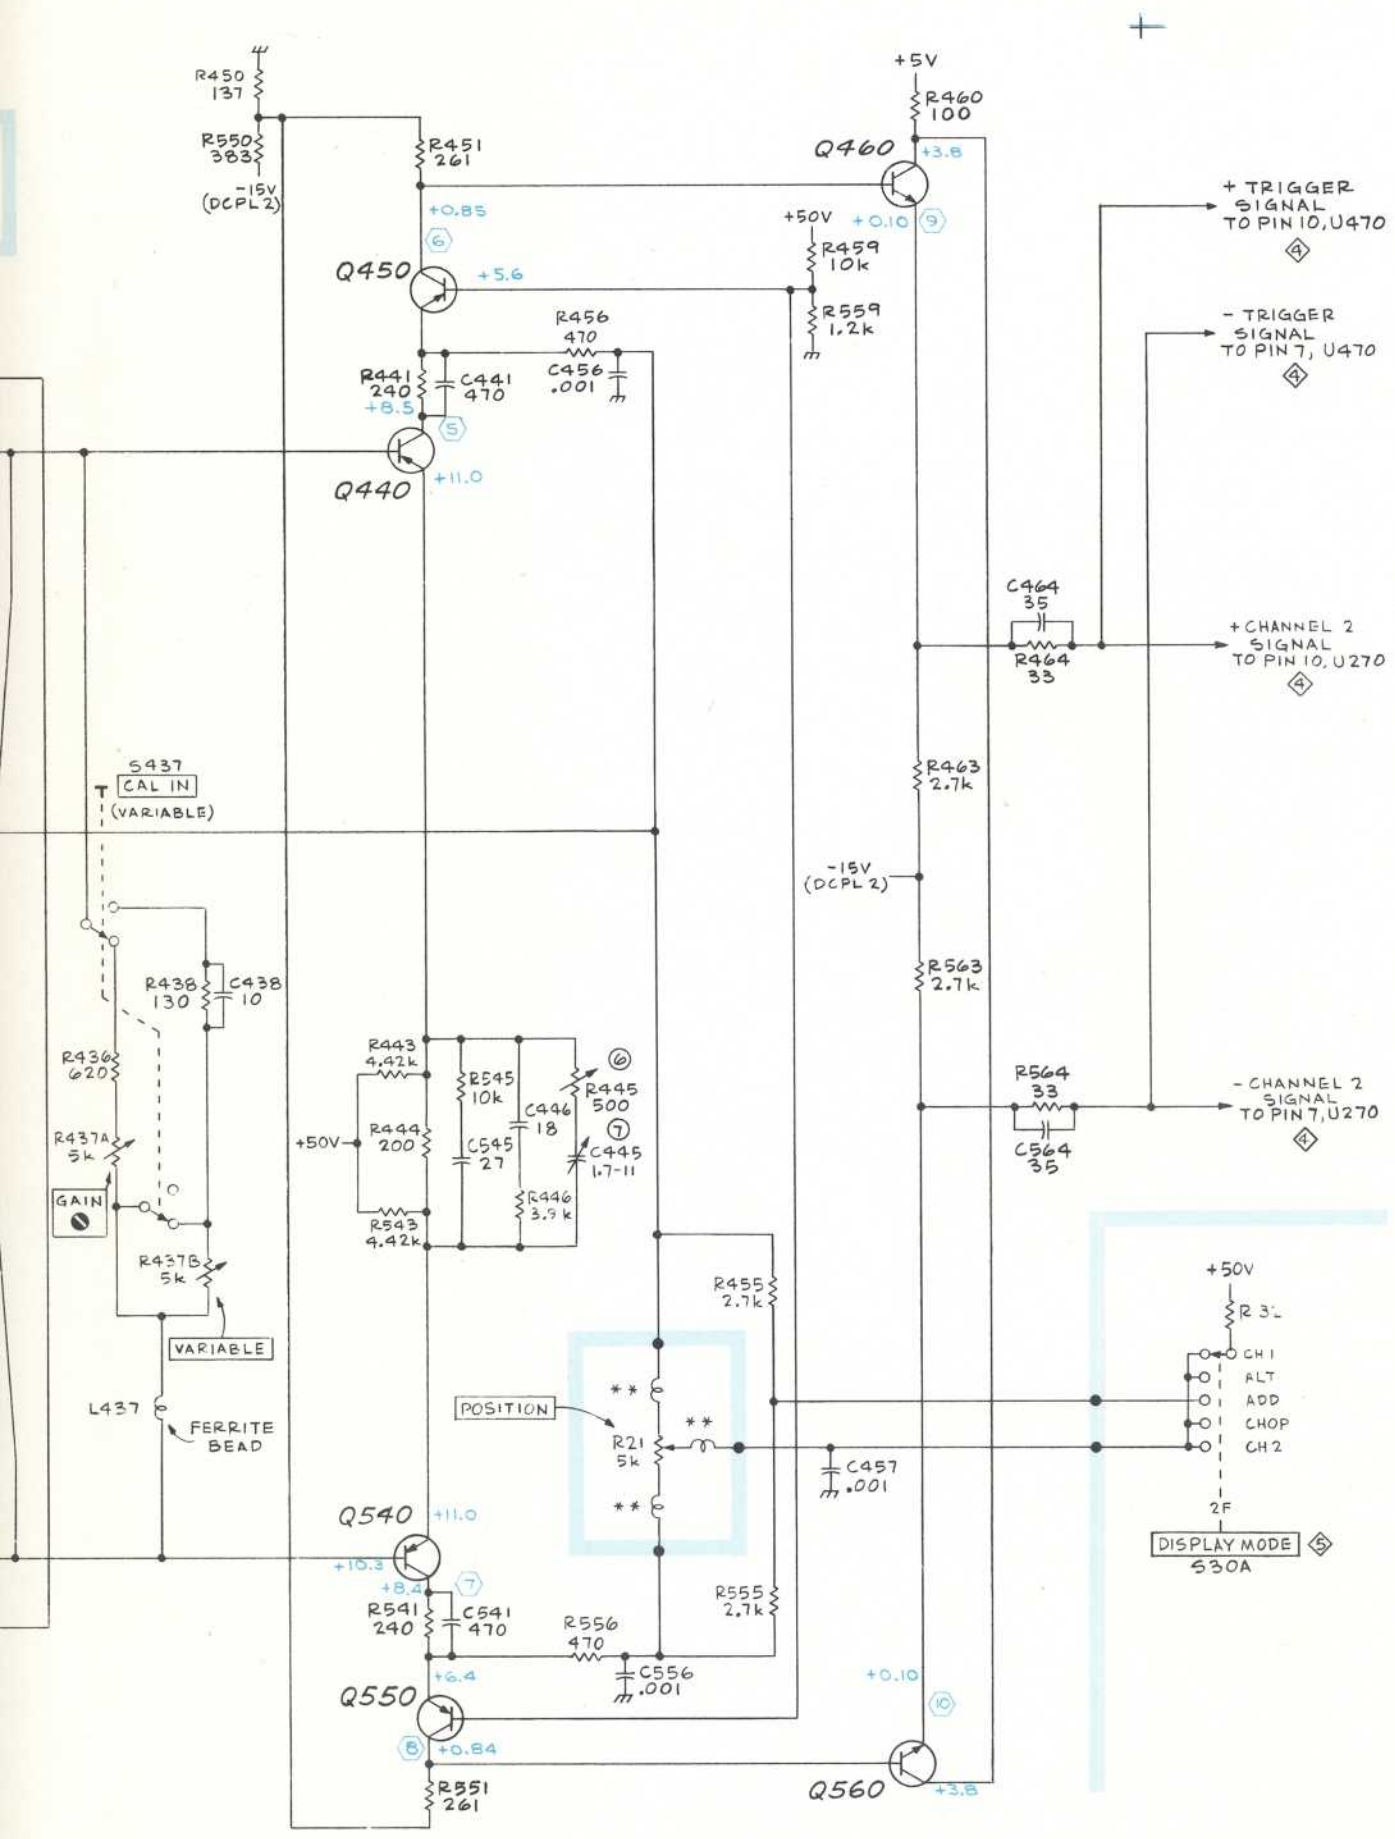 R450
137
R550
383
-15V
(DCPL 2)
R451
261
+0.85
6
Q450
+5.6
+5V
R460
100
Q460
+3.8
+0.10
9
+50V
R459
10k
R559
1.2k
+ TRIGGER
SIGNAL
TO PIN 10, U470
4
- TRIGGER
SIGNAL
TO PIN 7, U470
4
R456
470
C456
.001
R441
240
C441
470
+8.5
5
Q440
+11.0
C464
35
R464
33
+ CHANNEL 2
SIGNAL
TO PIN 10, U270
4
S437
CAL IN
(VARIABLE)
R463
2.7k
-15V
(DCPL 2)
R563
2.7k
R438
130
C438
10
R436
620
R437A
5k
GAIN
R437B
5k
VARIABLE
L437
FERRITE
BEAD
R443
4.42k
+50V
R444
200
R543
4.42k
R545
10k
C545
27
C446
18
R446
3.9k
6
R445
500
7
C445
1.7-11
R564
33
C564
35
- CHANNEL 2
SIGNAL
TO PIN 7, U270
4
R455
2.7k
POSITION
**
**
R21
5k
**
C457
.001
+50V
CH 1
ALT
ADD
CHOP
CH 2
2F
DISPLAY MODE
5
S30A
Q540
+11.0
+10.3
+8.4
7
R541
240
C541
470
R556
470
C556
.001
R555
2.7k
+6.4
Q550
8
+0.84
R551
261
+0.10
10
Q560
+3.8